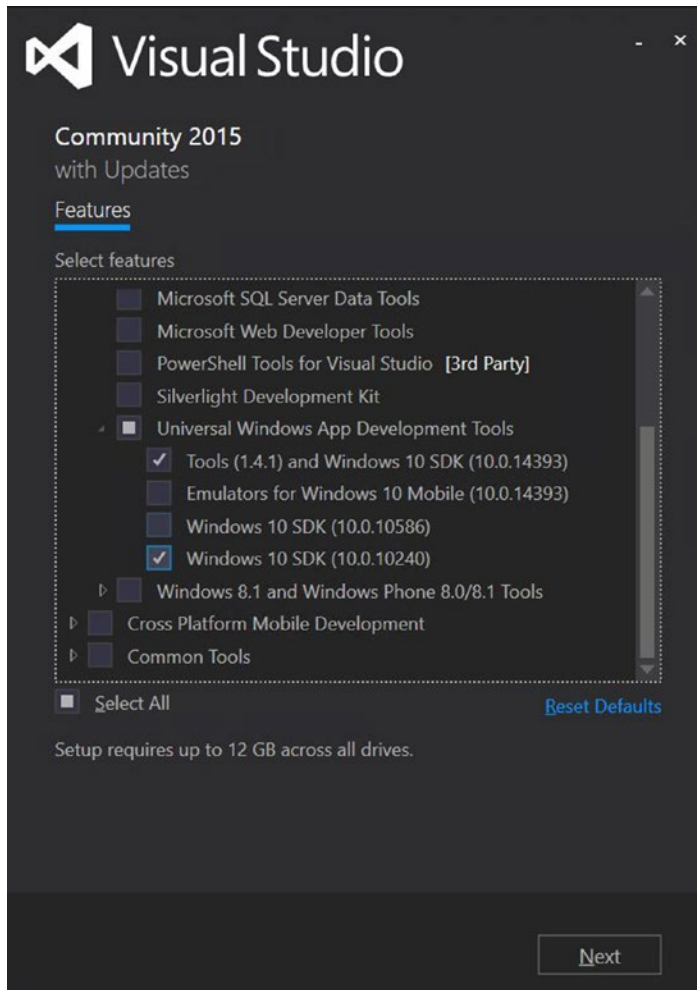 Visual Studio
Community 2015
with Updates
Features
Select features
Microsoft SQL Server Data Tools
Microsoft Web Developer Tools
PowerShell Tools for Visual Studio [3rd Party]
Silverlight Development Kit
Universal Windows App Development Tools
Tools (1.4.1) and Windows 10 SDK (10.0.14393)
Emulators for Windows 10 Mobile (10.0.14393)
Windows 10 SDK (10.0.10586)
Windows 10 SDK (10.0.10240)
Windows 8.1 and Windows Phone 8.0/8.1 Tools
Cross Platform Mobile Development
Common Tools
Select All Reset Defaults
Setup requires up to 12 GB across all drives.
Next